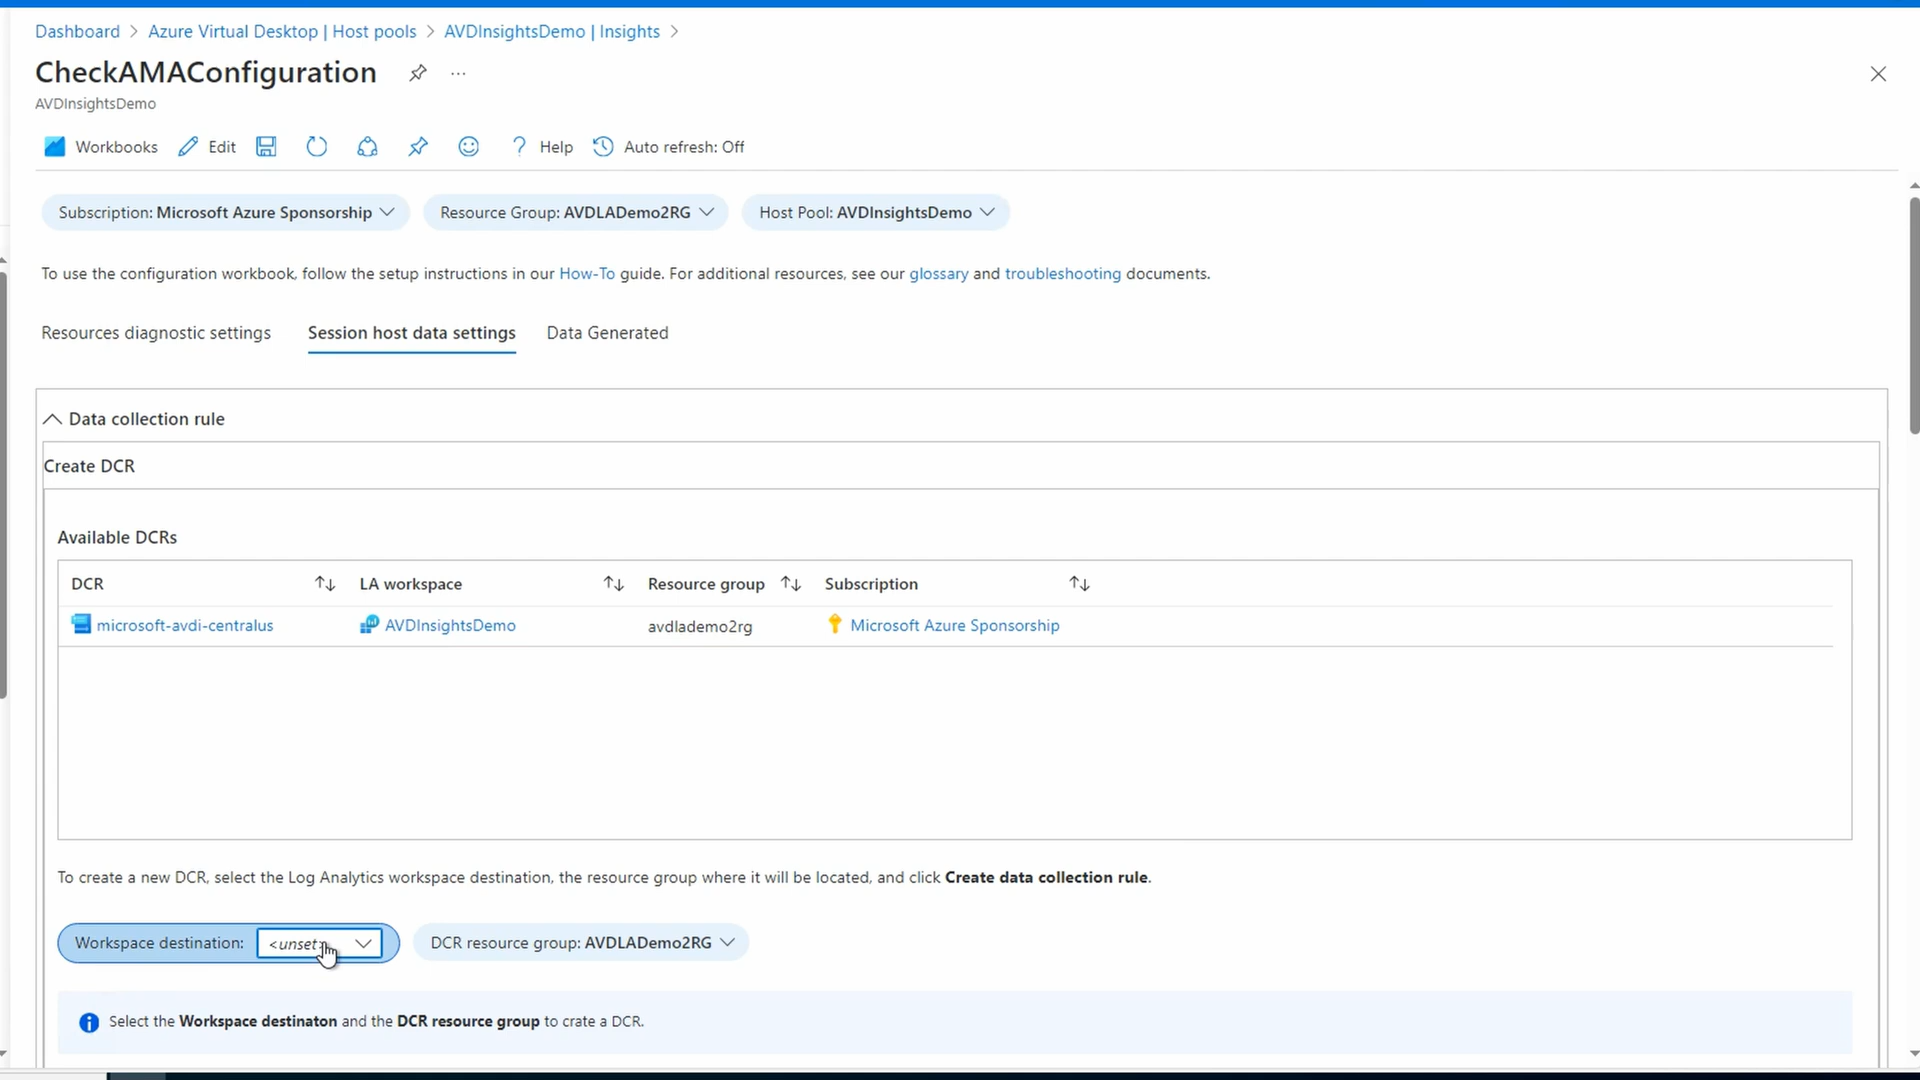 Dashboard > Azure Virtual Desktop | Host pools > AVDInsightsDemo | Insights >
CheckAMAConfiguration ...
AVDInsightsDemo
Workbooks Edit Help Auto refresh: Off
Subscription: Microsoft Azure Sponsorship Resource Group: AVDLADemo2RG Host Pool: AVDInsightsDemo
To use the configuration workbook, follow the setup instructions in our How-To guide. For additional resources, see our glossary and troubleshooting documents.
Resources diagnostic settings Session host data settings Data Generated
Data collection rule
Create DCR
Available DCRs
DCR LA workspace Resource group Subscription
microsoft-avdi-centralus AVDInsightsDemo avdlademo2rg Microsoft Azure Sponsorship
To create a new DCR, select the Log Analytics workspace destination, the resource group where it will be located, and click Create data collection rule.
Workspace destination: <unset> DCR resource group: AVDLADemo2RG
Select the Workspace destinaton and the DCR resource group to crate a DCR.